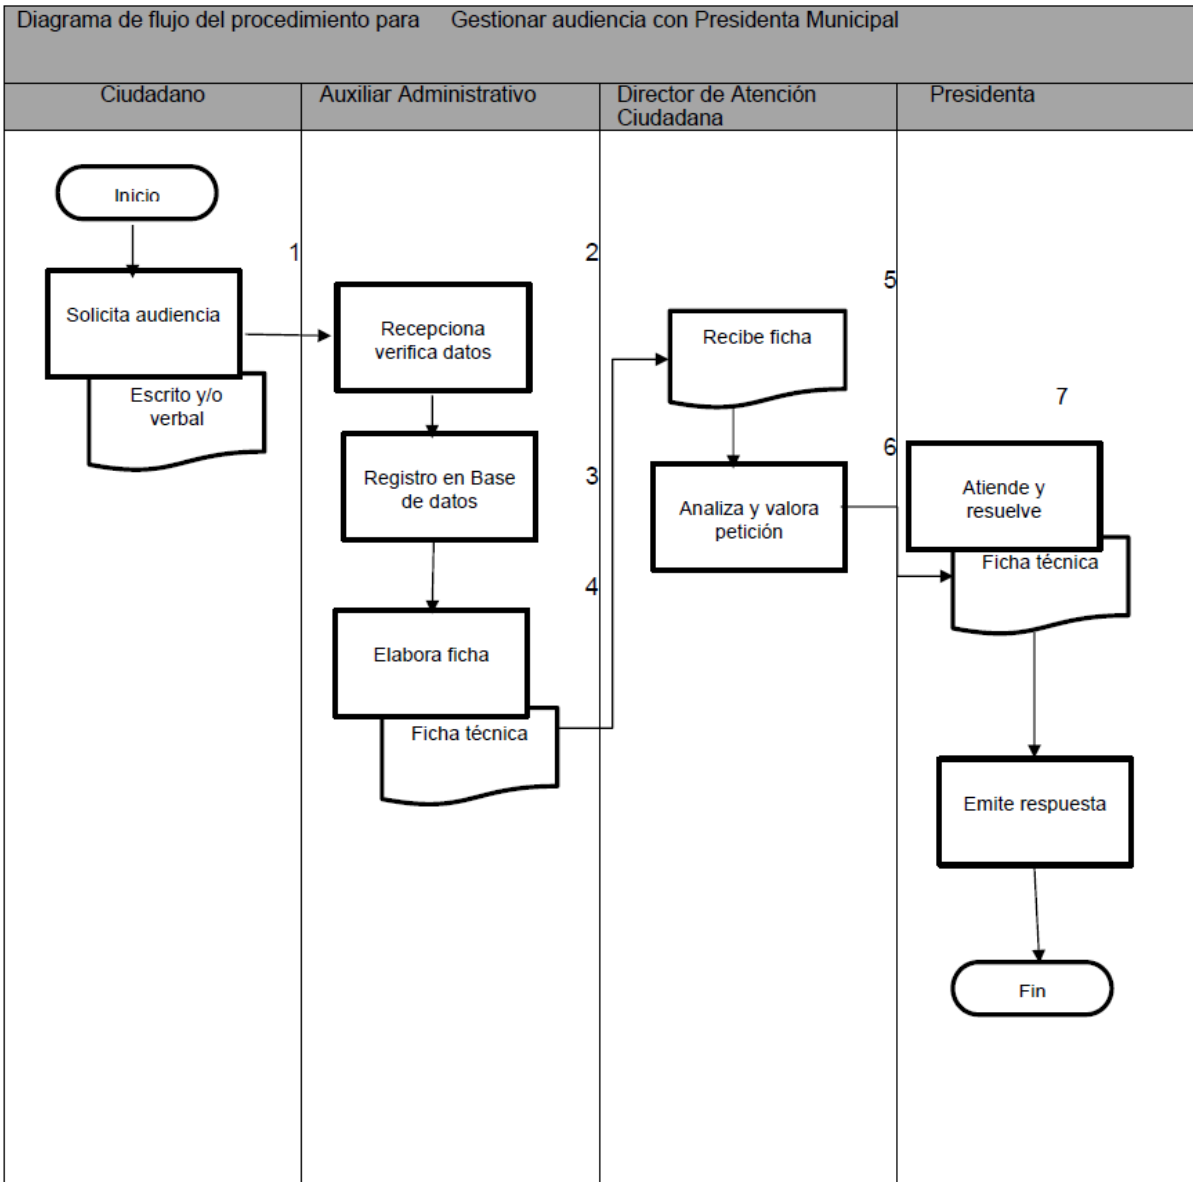 Diagrama de flujo del procedimiento para Gestionar audiencia con Presidenta Municipal
Ciudadano
Auxiliar Administrativo
Director de Atención
Ciudadana
Presidenta
Inicio
1
Solicita audiencia
Escrito y/o
verbal
2
Recepciona
verifica datos
Registro en Base
de datos
3
4
Elabora ficha
Ficha técnica
5
Recibe ficha
6
Analiza y valora
petición
7
Atiende y
resuelve
Ficha técnica
Emite respuesta
Fin